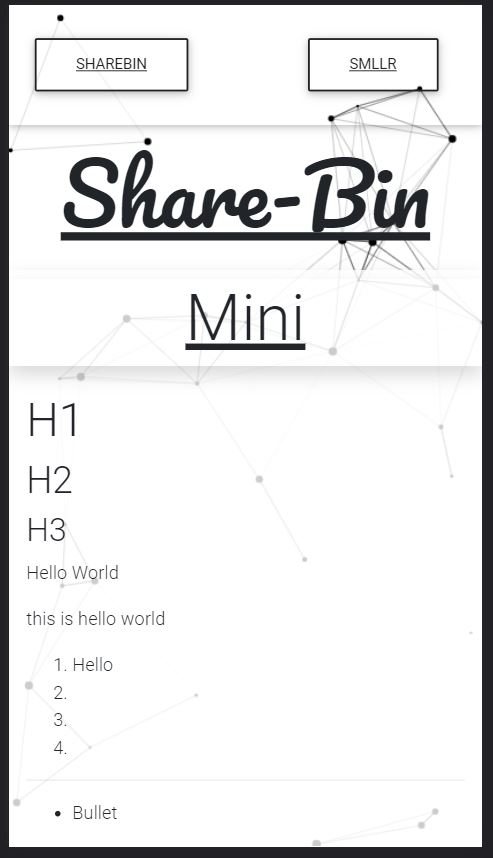 SHAREBIN SMLLR
Share-Bin
Mini
H1
H2
H3
Hello World
this is hello world
1. Hello
2.
3.
4.
• Bullet